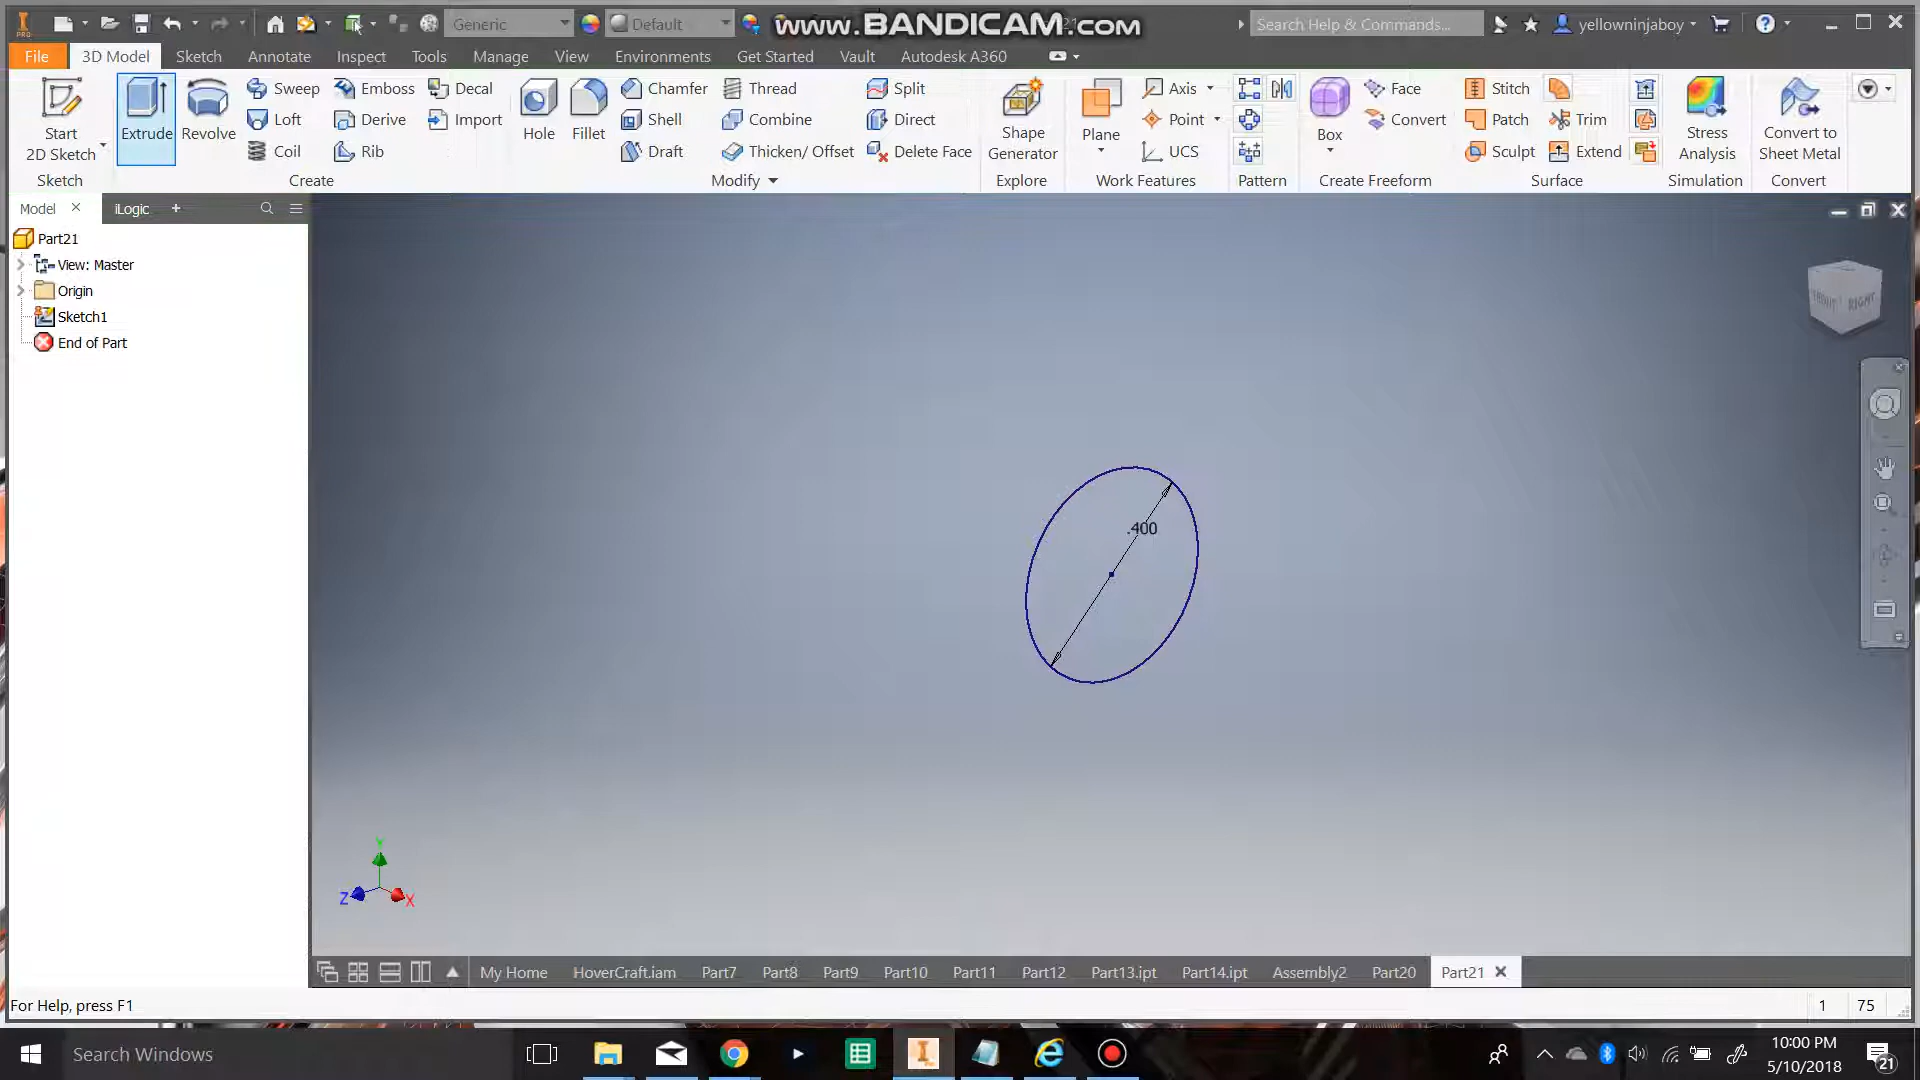 PRO Generic Default www.BANDICAM.com Search Help & Commands... yellowninjaboy
File 3D Model Sketch Annotate Inspect Tools Manage View Environments Get Started Vault Autodesk A360
Start 2D Sketch Extrude Revolve Sweep Loft Coil Emboss Derive Rib Decal Import
Hole Fillet Chamfer Shell Draft Thread Combine Thicken/ Offset Split Direct Delete Face
Shape Generator Plane Axis Point UCS Box Face Convert
Stitch Patch Sculpt Trim Extend Stress Analysis Convert to Sheet Metal
Sketch Create Modify Explore Work Features Pattern Create Freeform Surface Simulation Convert
Model iLogic +
Part21
View: Master
Origin
Sketch1
End of Part
FRONT RIGHT
.400
Y
Z X
My Home HoverCraft.iam Part7 Part8 Part9 Part10 Part11 Part12 Part13.ipt Part14.ipt Assembly2 Part20 Part21
For Help, press F1 1 75
Search Windows 10:00 PM
5/10/2018 21